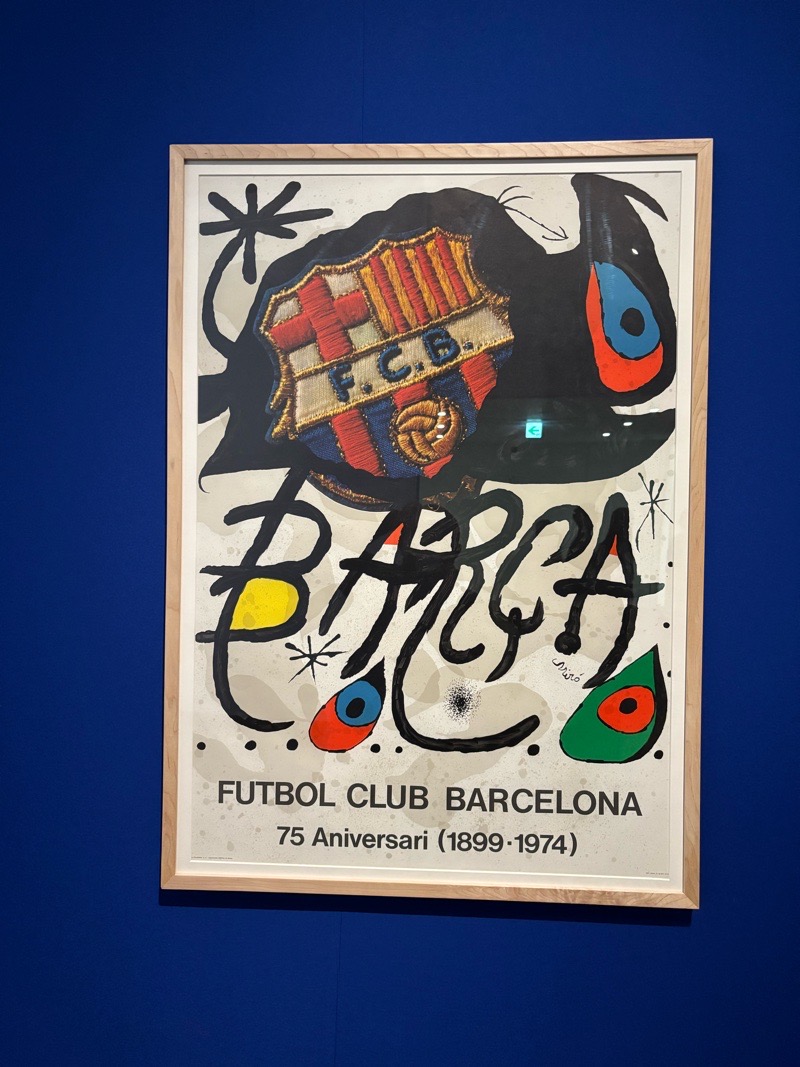 F.C.B.
BARÇA
Miró
FUTBOL CLUB BARCELONA
75 Aniversari (1899·1974)